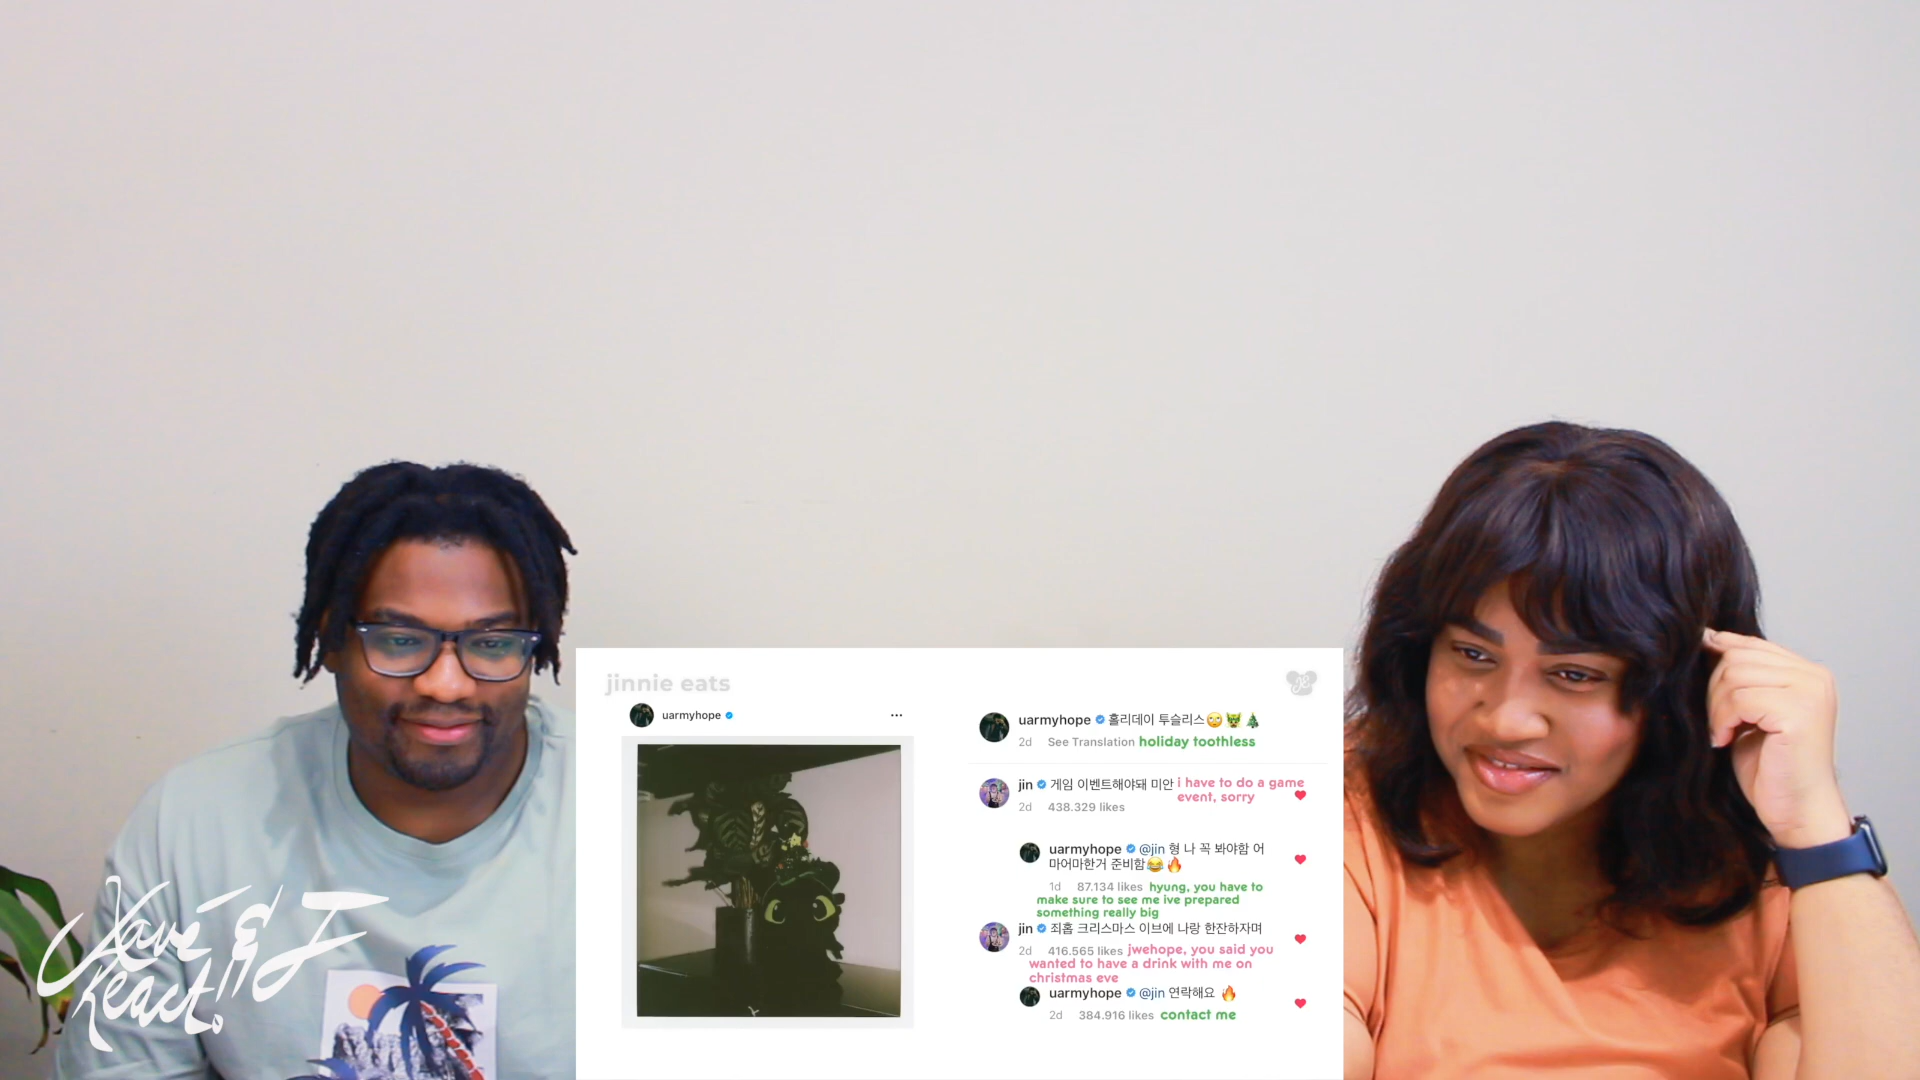 jinnie eats
uarmyhope
...
uarmyhope 홀리데이 투슬리스🙄🐲🎄
2d See Translation holiday toothless
jin 게임 이벤트해야돼 미안 i have to do a game
event, sorry
2d 438.329 likes
uarmyhope @jin 형 나 꼭 봐야함 어
마어마한거 준비함😂🔥
1d 87.134 likes hyung, you have to
make sure to see me ive prepared
something really big
jin 죄홉 크리스마스 이브에 나랑 한잔하자며
2d 416.565 likes jwehope, you said you
wanted to have a drink with me on
christmas eve
uarmyhope @jin 연락해요 🔥
2d 384.916 likes contact me
Xavé & J
React!!